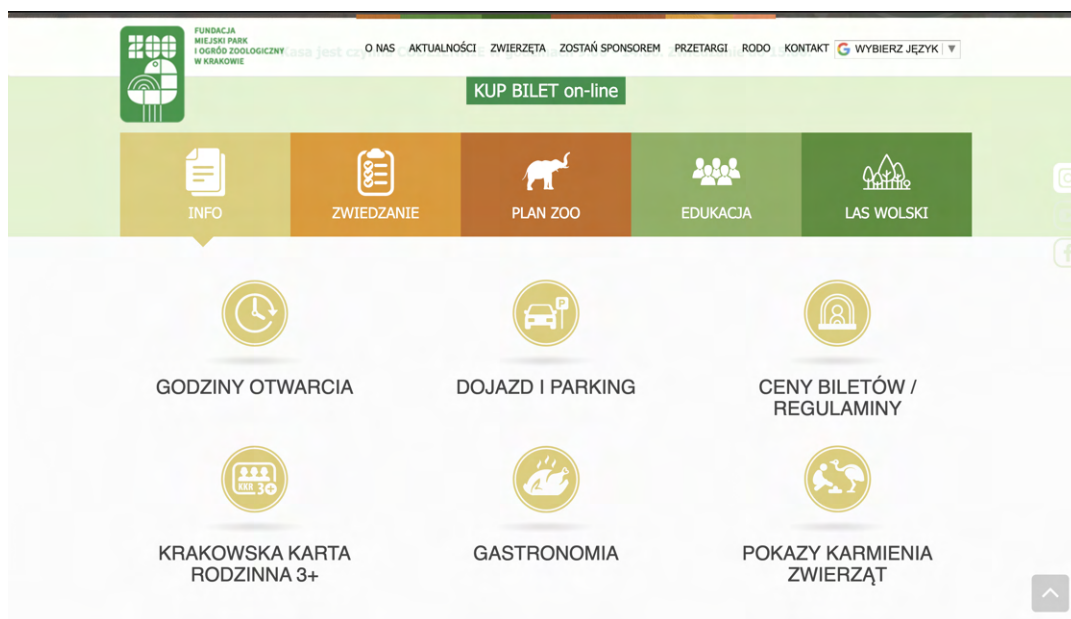 FUNDACJA
MIEJSKI PARK
I OGRÓD ZOOLOGICZNY
W KRAKOWIE
O NAS AKTUALNOŚCI ZWIERZĘTA ZOSTAŃ SPONSOREM PRZETARGI RODO KONTAKT G WYBIERZ JĘZYK ▼
KUP BILET on-line
INFO ZWIEDZANIE PLAN ZOO EDUKACJA LAS WOLSKI
P
GODZINY OTWARCIA DOJAZD I PARKING CENY BILETÓW /
REGULAMINY
KKR 3+
KRAKOWSKA KARTA
RODZINNA 3+
GASTRONOMIA
POKAZY KARMIENIA
ZWIERZĄT